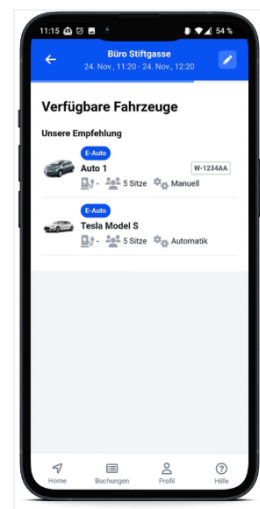 11:15
54 %
Büro Stiftgasse
24. Nov., 11:20 - 24. Nov., 12:20
Verfügbare Fahrzeuge
Unsere Empfehlung
E-Auto
Auto 1
W-1234AA
- 5 Sitze Manuell
E-Auto
Tesla Model S
- 5 Sitze Automatik
Home Buchungen Profil Hilfe